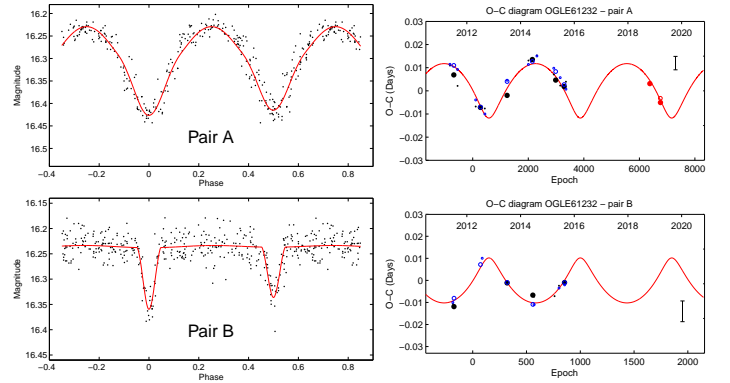 16.2
16.25
16.3
16.35
16.4
16.45
16.5
Magnitude
Pair A
−0.4 −0.2 0 0.2 0.4 0.6 0.8
Phase
O−C diagram OGLE61232 − pair A
2012 2014 2016 2018 2020
0.03
0.02
0.01
0.00
−0.01
−0.02
−0.03
O−C (Days)
0 2000 4000 6000 8000
Epoch
16.15
16.2
16.25
16.3
16.35
16.4
16.45
Magnitude
Pair B
−0.4 −0.2 0 0.2 0.4 0.6 0.8
Phase
O−C diagram OGLE61232 − pair B
2012 2014 2016 2018 2020
0.03
0.02
0.01
0.00
−0.01
−0.02
−0.03
O−C (Days)
0 500 1000 1500 2000
Epoch